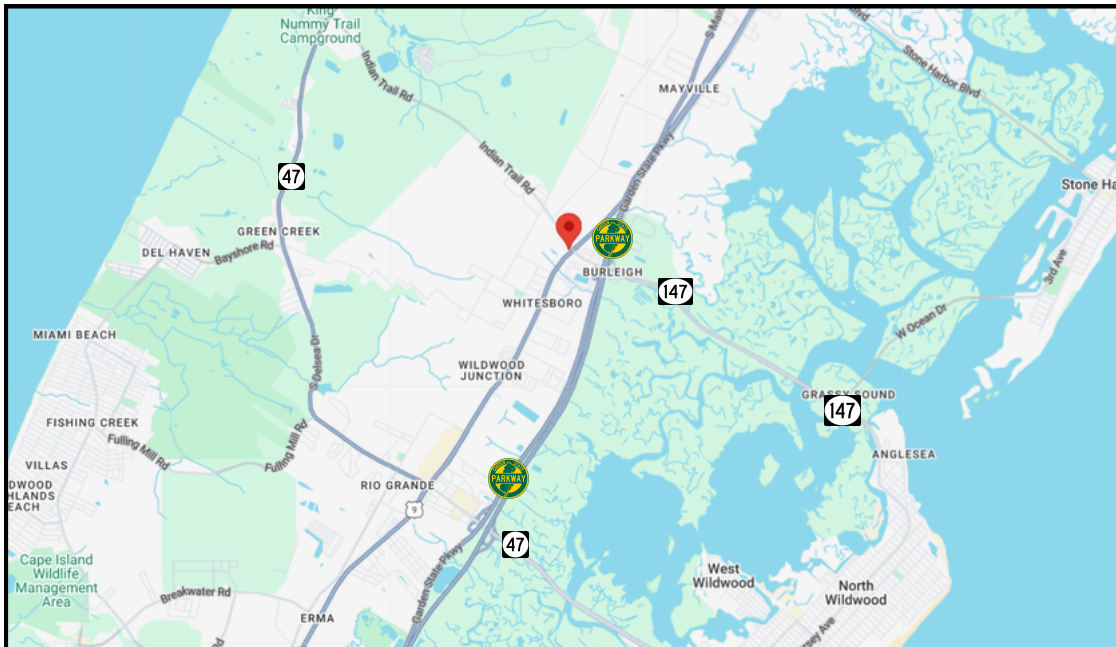 King
Nummy Trail
Campground
Indian Trail Rd
S Main
Blvd
Stone Harbor Blvd
MAYVILLE
Garden State Pkwy
Indian Trail Rd
47
Stone Ha
GREEN CREEK
DEL HAVEN
Bayshore Rd
PARKWAY
BURLEIGH
147
3rd Ave
WHITESBORO
W Ocean Dr
MIAMI BEACH
S Delsea Dr
WILDWOOD
JUNCTION
GRASSY SOUND
147
FISHING CREEK
Fulling Mill Rd
Fulling Mill Rd
ANGLESEA
VILLAS
DWOOD
HLANDS
EACH
RIO GRANDE
PARKWAY
9
47
Garden State Pkwy
Cape Island
Wildlife
Management
Area
Breakwater Rd
West
Wildwood
North
Wildwood
ERMA
Rd
rsey Ave